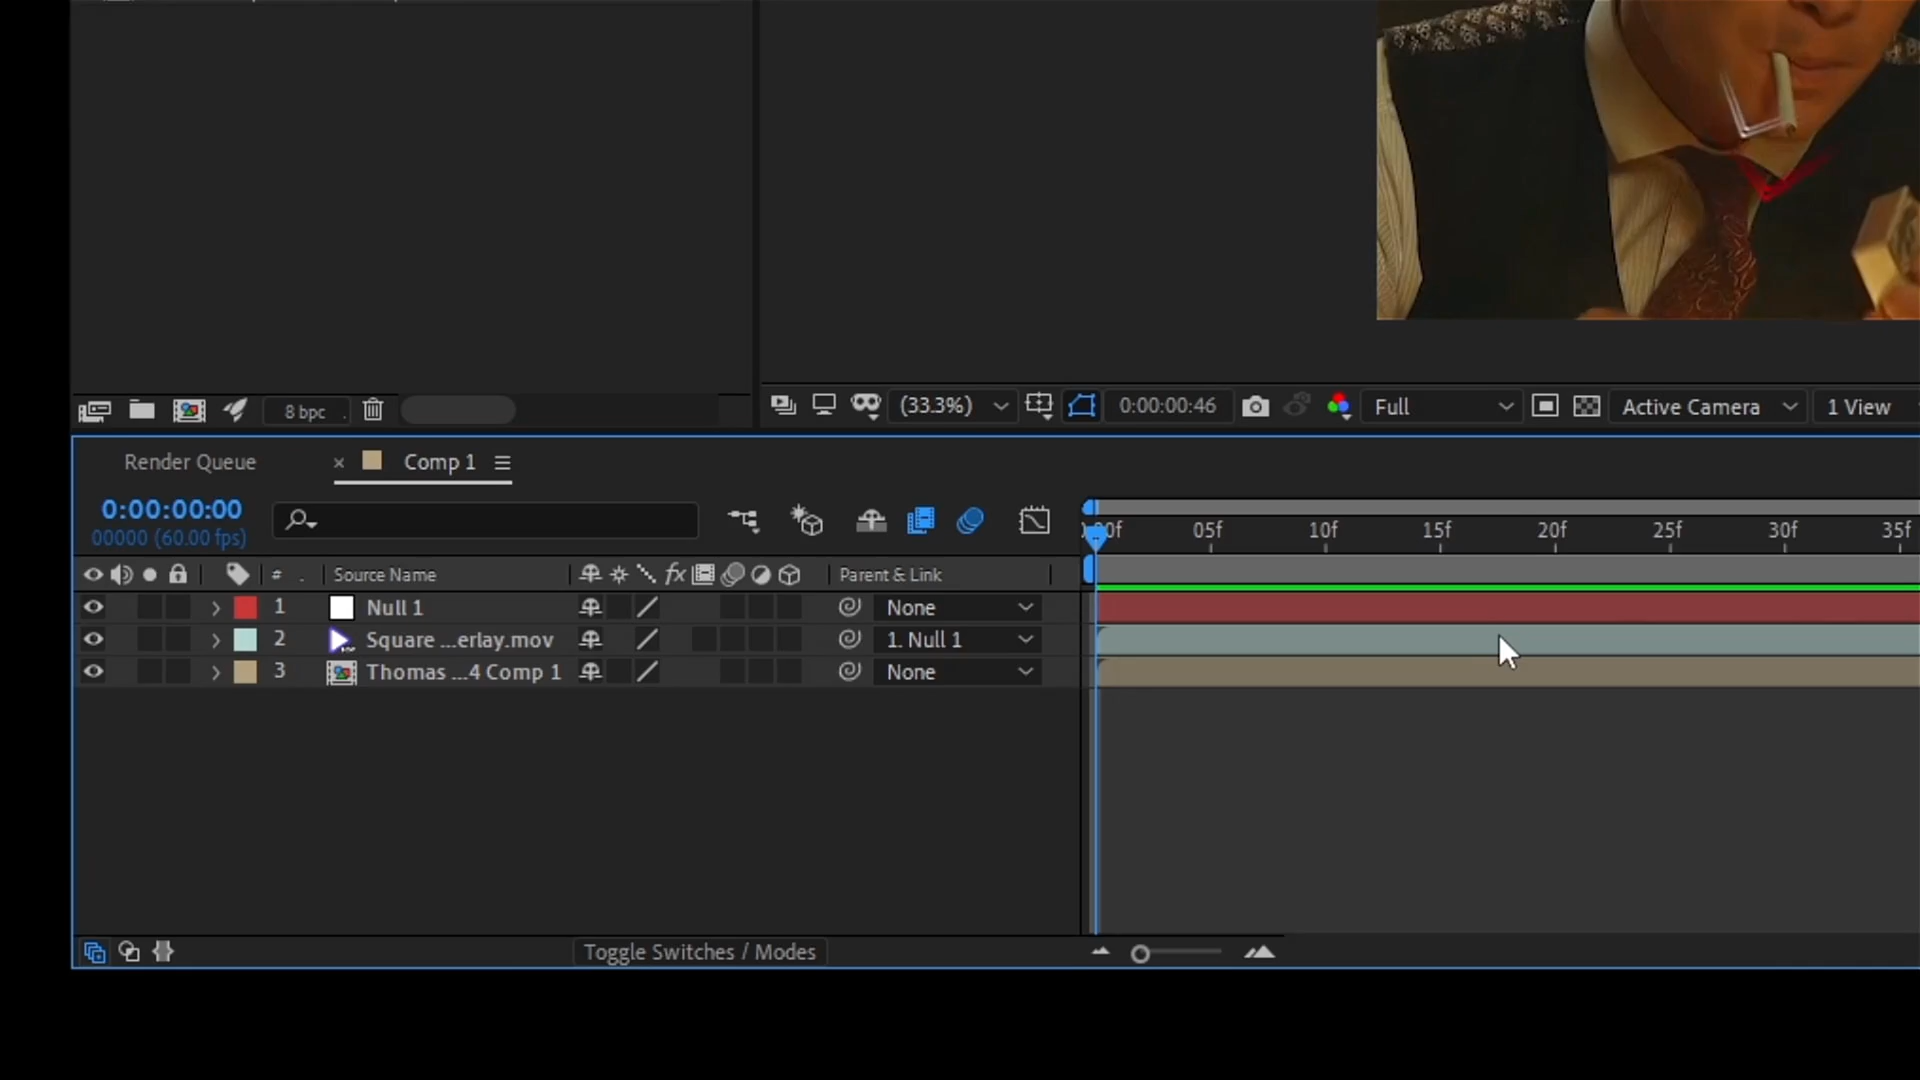 8 bpc
(33.3%)
0:00:00:46
Full
Active Camera
1 View
Render Queue
× Comp 1
0:00:00:00
00000 (60.00 fps)
00f 05f 10f 15f 20f 25f 30f 35f
# . Source Name fx Parent & Link
1 Null 1 None
2 Square ...erlay.mov 1. Null 1
3 Thomas ...4 Comp 1 None
Toggle Switches / Modes